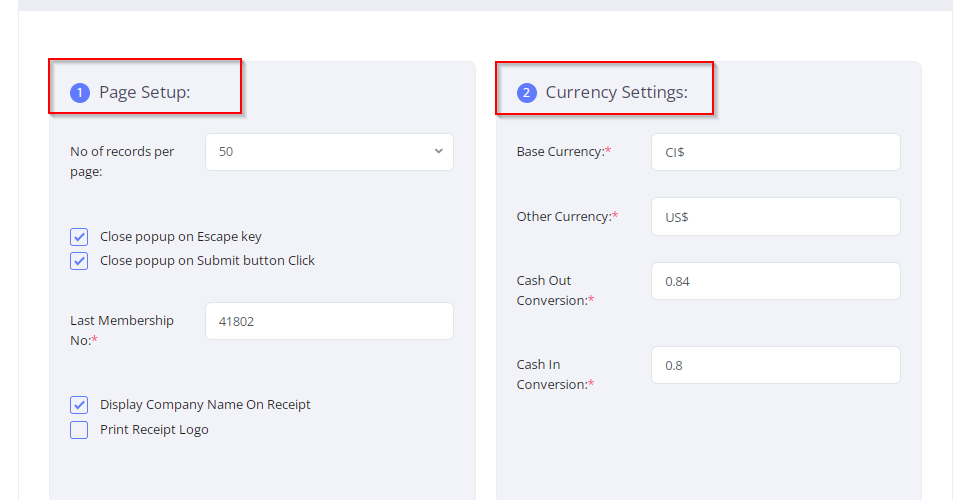 1 Page Setup:
No of records per
page:
50
Close popup on Escape key
Close popup on Submit button Click
Last Membership
No:*
41802
Display Company Name On Receipt
Print Receipt Logo
2 Currency Settings:
Base Currency:*
CI$
Other Currency:*
US$
Cash Out
Conversion:*
0.84
Cash In
Conversion:*
0.8